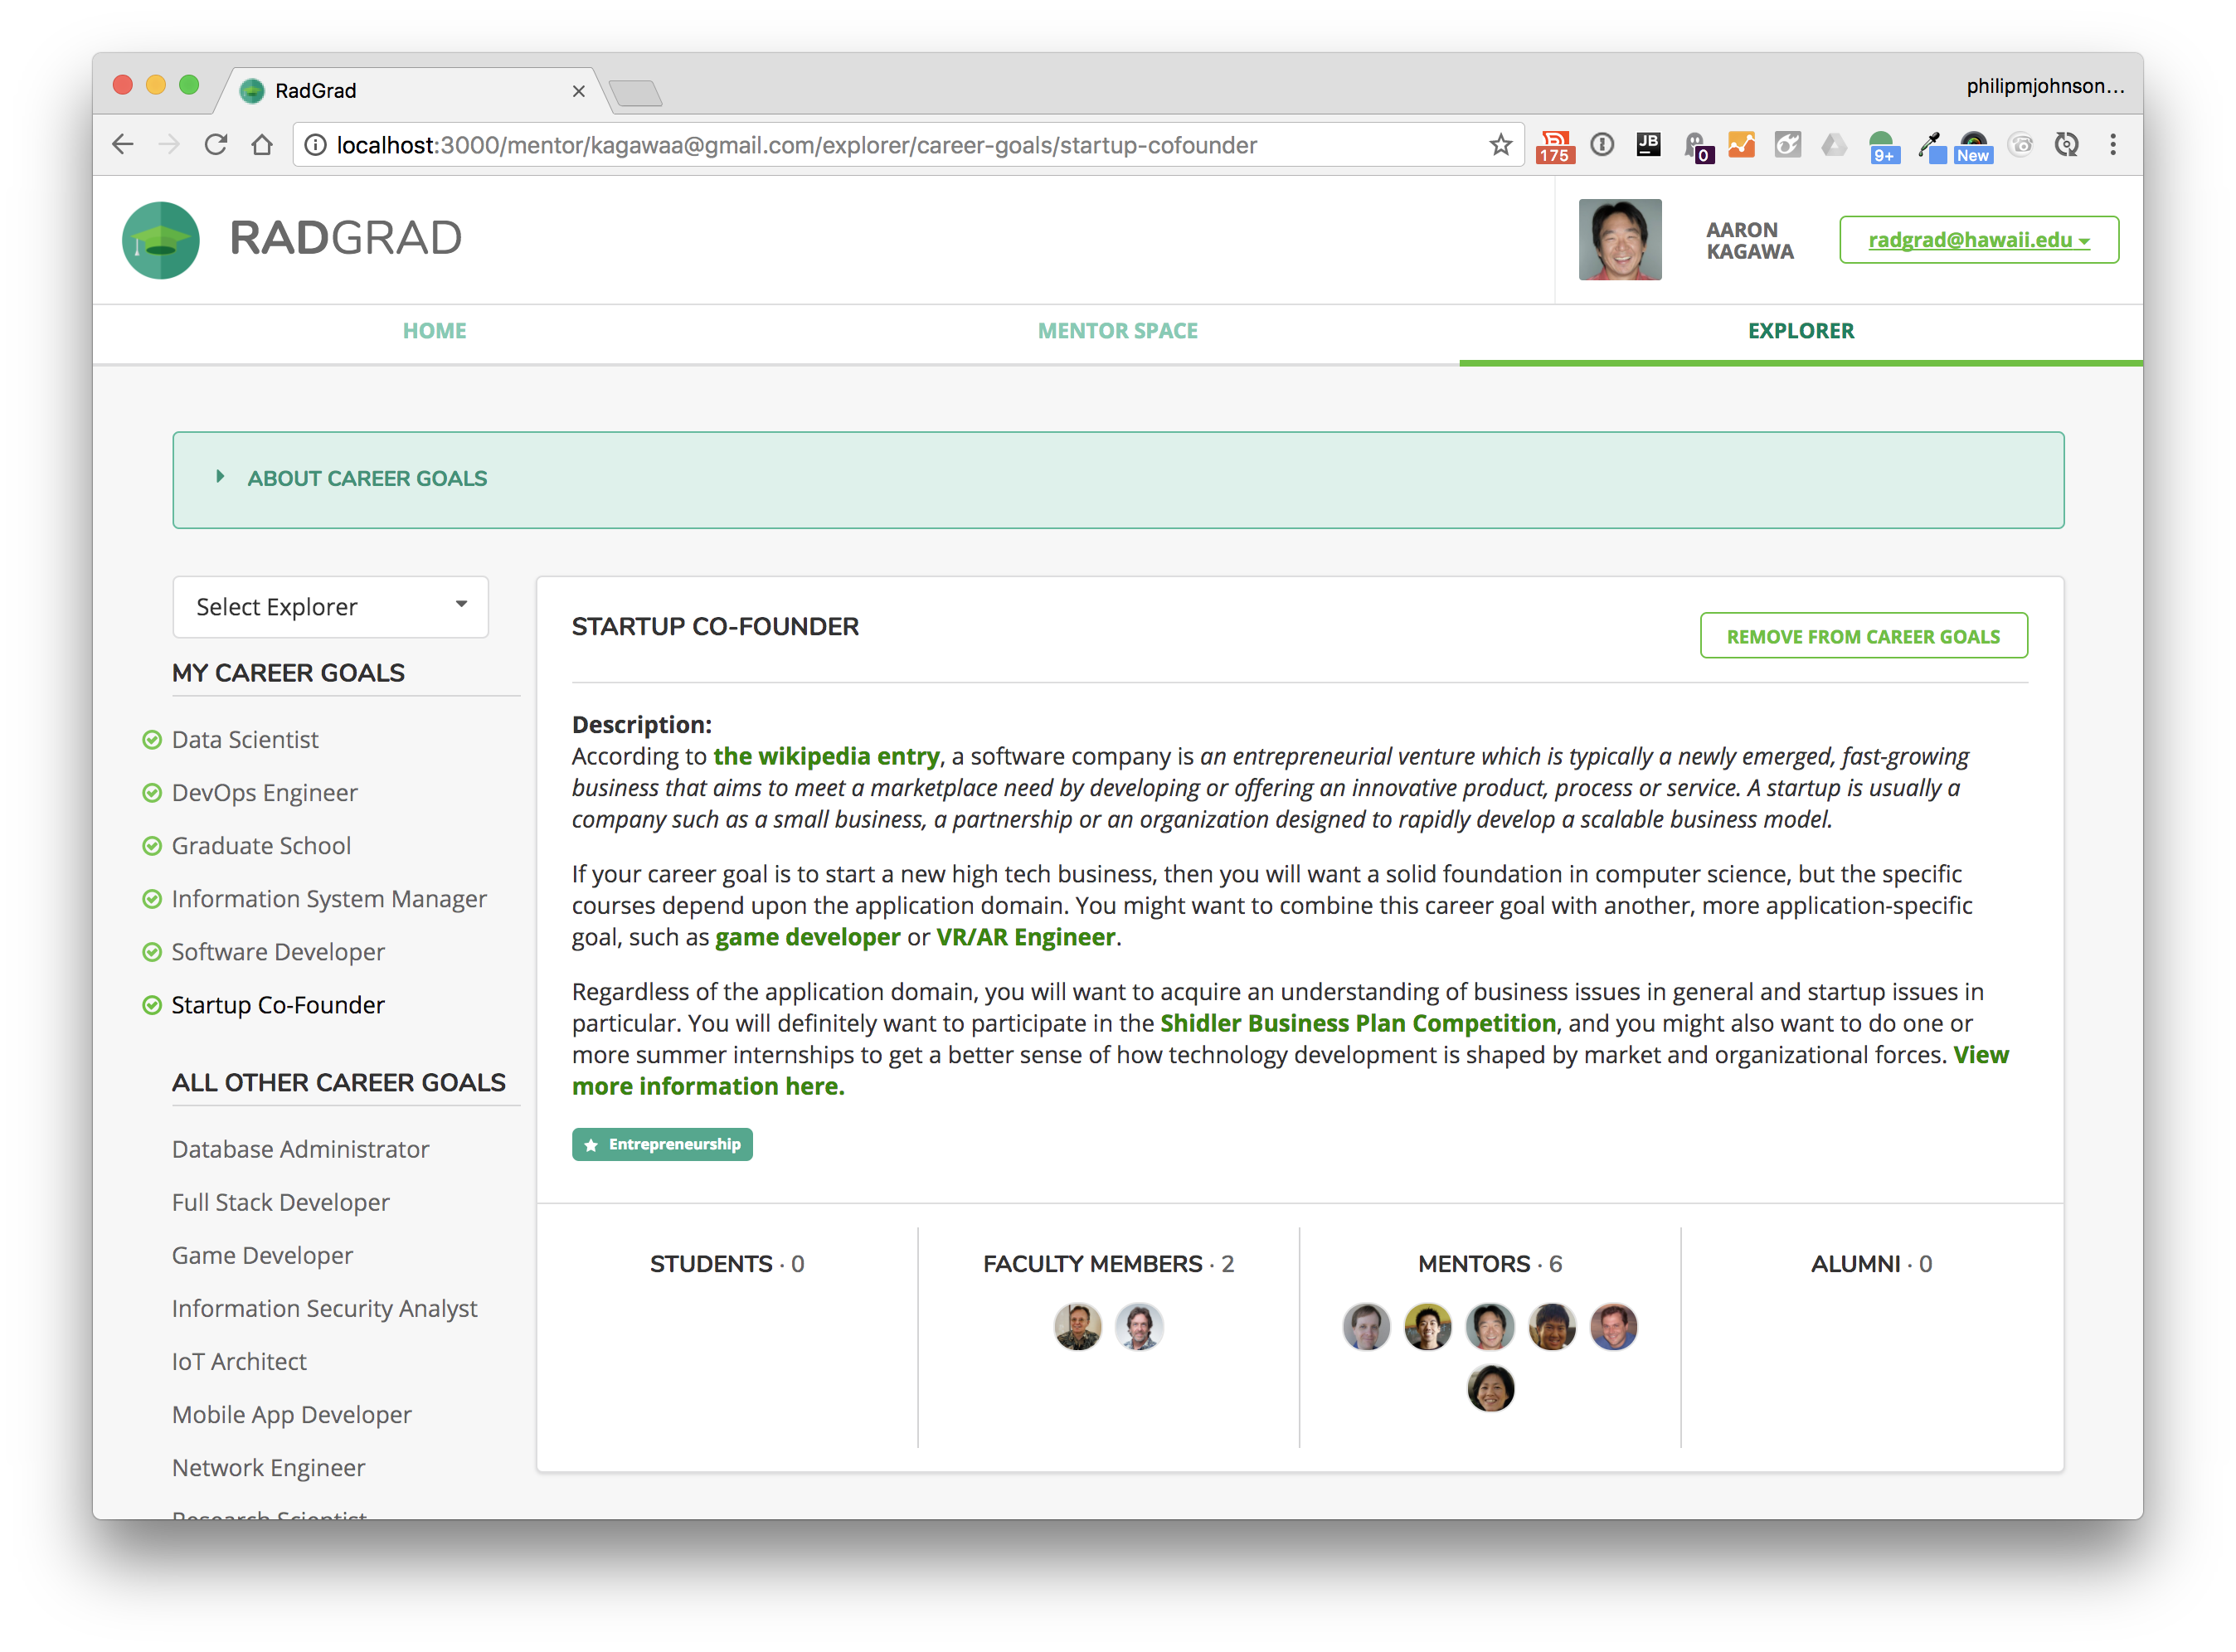 RadGrad
philipmjohnson...
localhost:3000/mentor/kagawaa@gmail.com/explorer/career-goals/startup-cofounder
175
JB
0
9+
New
RADGRAD
AARON
KAGAWA
radgrad@hawaii.edu
HOME
MENTOR SPACE
EXPLORER
ABOUT CAREER GOALS
Select Explorer
MY CAREER GOALS
Data Scientist
DevOps Engineer
Graduate School
Information System Manager
Software Developer
Startup Co-Founder
ALL OTHER CAREER GOALS
Database Administrator
Full Stack Developer
Game Developer
Information Security Analyst
IoT Architect
Mobile App Developer
Network Engineer
Research Scientist
STARTUP CO-FOUNDER
REMOVE FROM CAREER GOALS
Description:
According to the wikipedia entry, a software company is an entrepreneurial venture which is typically a newly emerged, fast-growing
business that aims to meet a marketplace need by developing or offering an innovative product, process or service. A startup is usually a
company such as a small business, a partnership or an organization designed to rapidly develop a scalable business model.
If your career goal is to start a new high tech business, then you will want a solid foundation in computer science, but the specific
courses depend upon the application domain. You might want to combine this career goal with another, more application-specific
goal, such as game developer or VR/AR Engineer.
Regardless of the application domain, you will want to acquire an understanding of business issues in general and startup issues in
particular. You will definitely want to participate in the Shidler Business Plan Competition, and you might also want to do one or
more summer internships to get a better sense of how technology development is shaped by market and organizational forces. View
more information here.
Entrepreneurship
STUDENTS · 0
FACULTY MEMBERS · 2
MENTORS · 6
ALUMNI · 0